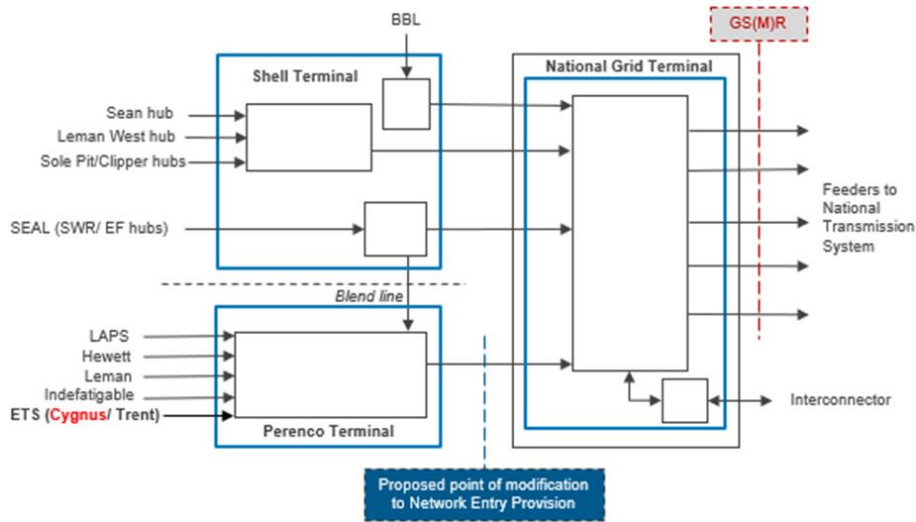 BBL
GS(M)R
Shell Terminal
National Grid Terminal
Sean hub
Leman West hub
Sole Pit/Clipper hubs
SEAL (SWR/ EF hubs)
Feeders to
National
Transmission
System
Blend line
LAPS
Hewett
Leman
Indefatigable
ETS (Cygnus/ Trent)
Perenco Terminal
Interconnector
Proposed point of modification
to Network Entry Provision